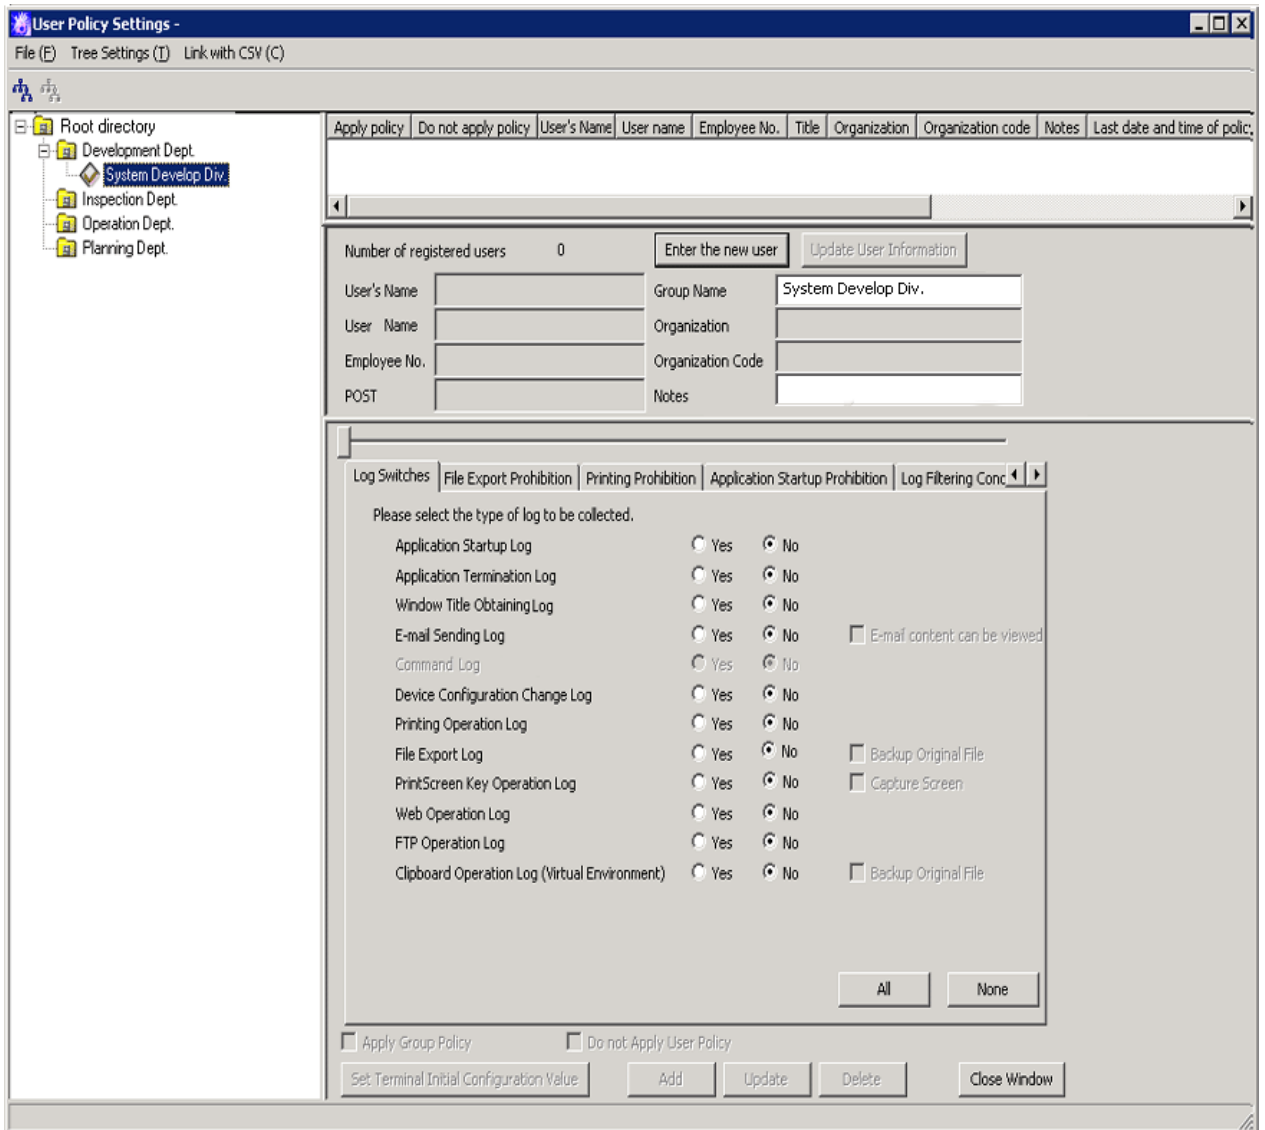 User Policy Settings -
File (F) Tree Settings (T) Link with CSV (C)
Root directory
Development Dept.
System Develop Div.
Inspection Dept.
Operation Dept.
Planning Dept.
Apply policy Do not apply policy User's Name User name Employee No. Title Organization Organization code Notes Last date and time of polic
Number of registered users 0 Enter the new user Update User Information
User's Name Group Name System Develop Div.
User Name Organization
Employee No. Organization Code
POST Notes
Log Switches File Export Prohibition Printing Prohibition Application Startup Prohibition Log Filtering Conc
Please select the type of log to be collected.
Application Startup Log Yes No
Application Termination Log Yes No
Window Title Obtaining Log Yes No
E-mail Sending Log Yes No E-mail content can be viewed
Command Log Yes No
Device Configuration Change Log Yes No
Printing Operation Log Yes No
File Export Log Yes No Backup Original File
PrintScreen Key Operation Log Yes No Capture Screen
Web Operation Log Yes No
FTP Operation Log Yes No
Clipboard Operation Log (Virtual Environment) Yes No Backup Original File
All None
Apply Group Policy Do not Apply User Policy
Set Terminal Initial Configuration Value Add Update Delete Close Window